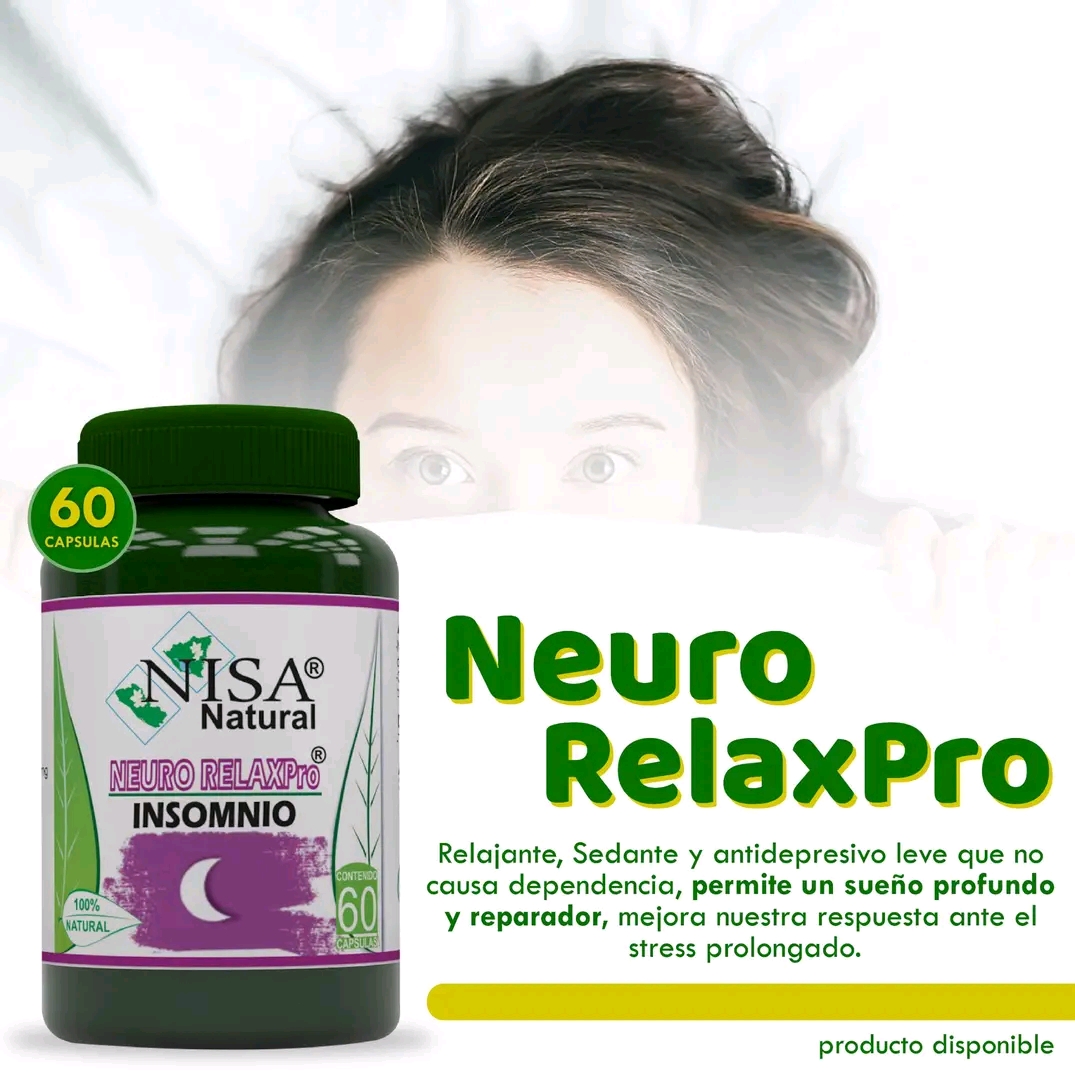 60
CAPSULAS
NISA®
Natural
NEURO RELAXPro®
INSOMNIO
100%
NATURAL
CONTENIDO
60
CAPSULAS
Neuro
RelaxPro
Relajante, Sedante y antidepresivo leve que no
causa dependencia, permite un sueño profundo
y reparador, mejora nuestra respuesta ante el
stress prolongado.
producto disponible